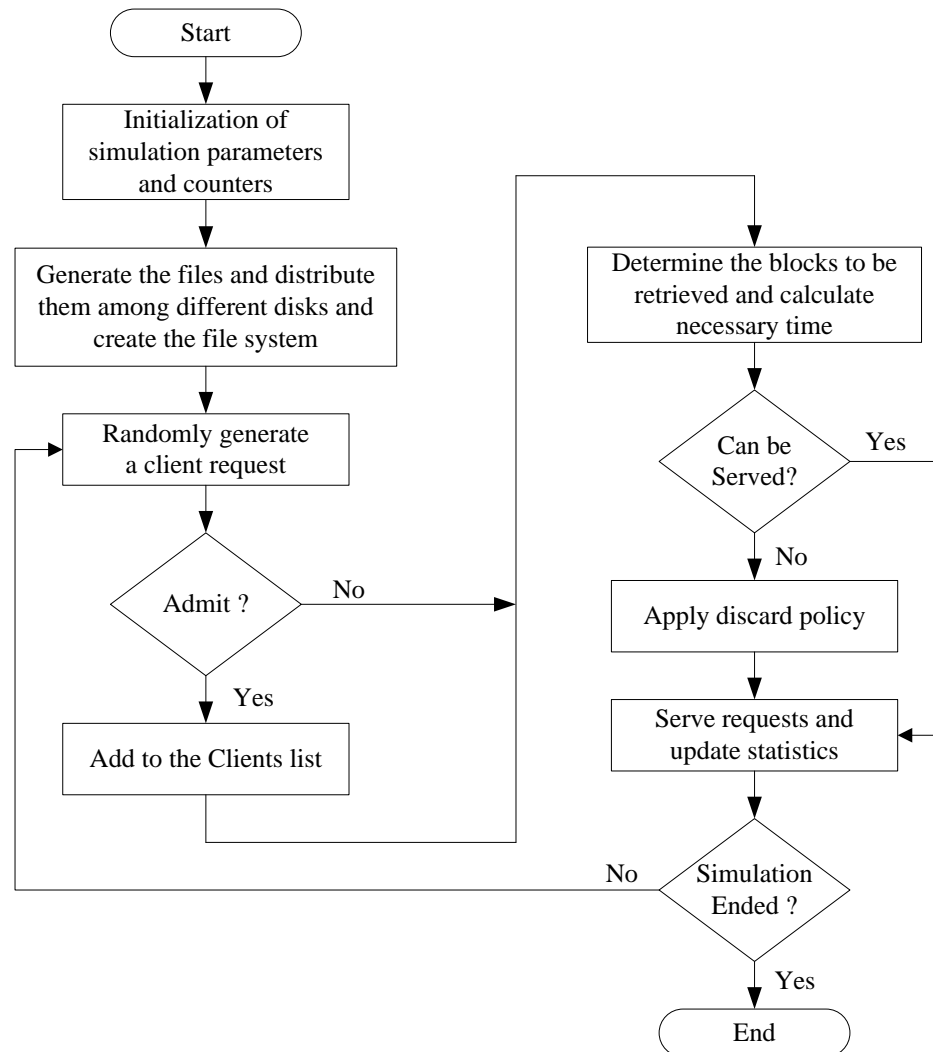 Start
Initialization of
simulation parameters
and counters
Generate the files and distribute
them among different disks and
create the file system
Randomly generate
a client request
Admit ?
No
Yes
Add to the Clients list
Determine the blocks to be
retrieved and calculate
necessary time
Can be
Served?
Yes
No
Apply discard policy
Serve requests and
update statistics
Simulation
Ended ?
No
Yes
End